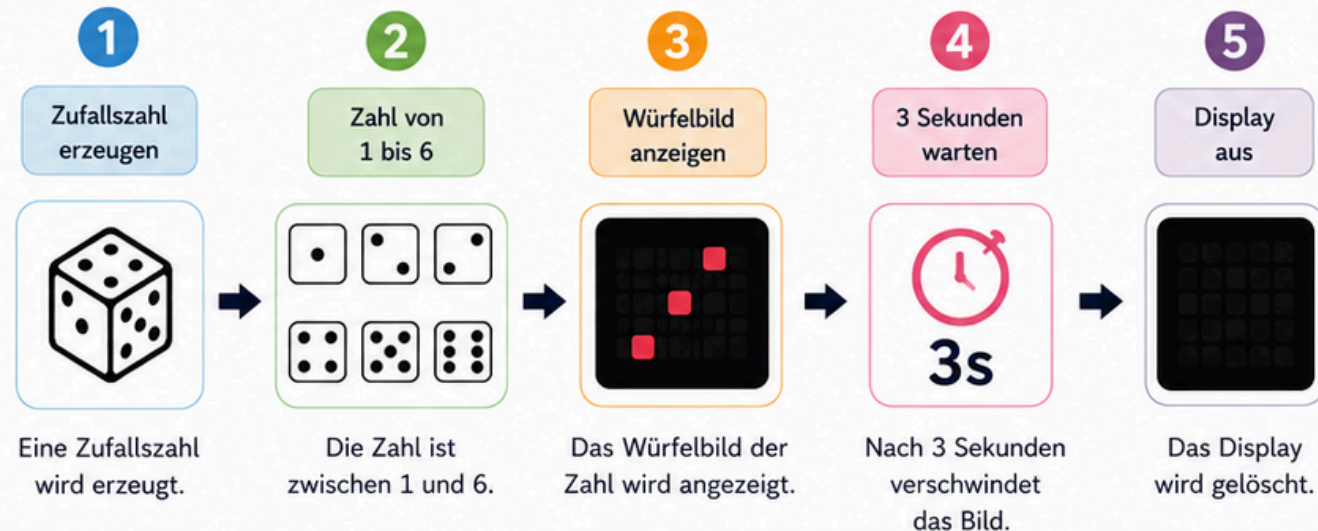 1
2
3
4
5
Zufallszahl
erzeugen
Zahl von
1 bis 6
Würfelbild
anzeigen
3 Sekunden
warten
Display
aus
3s
Eine Zufallszahl
wird erzeugt.
Die Zahl ist
zwischen 1 und 6.
Das Würfelbild der
Zahl wird angezeigt.
Nach 3 Sekunden
verschwindet
das Bild.
Das Display
wird gelöscht.